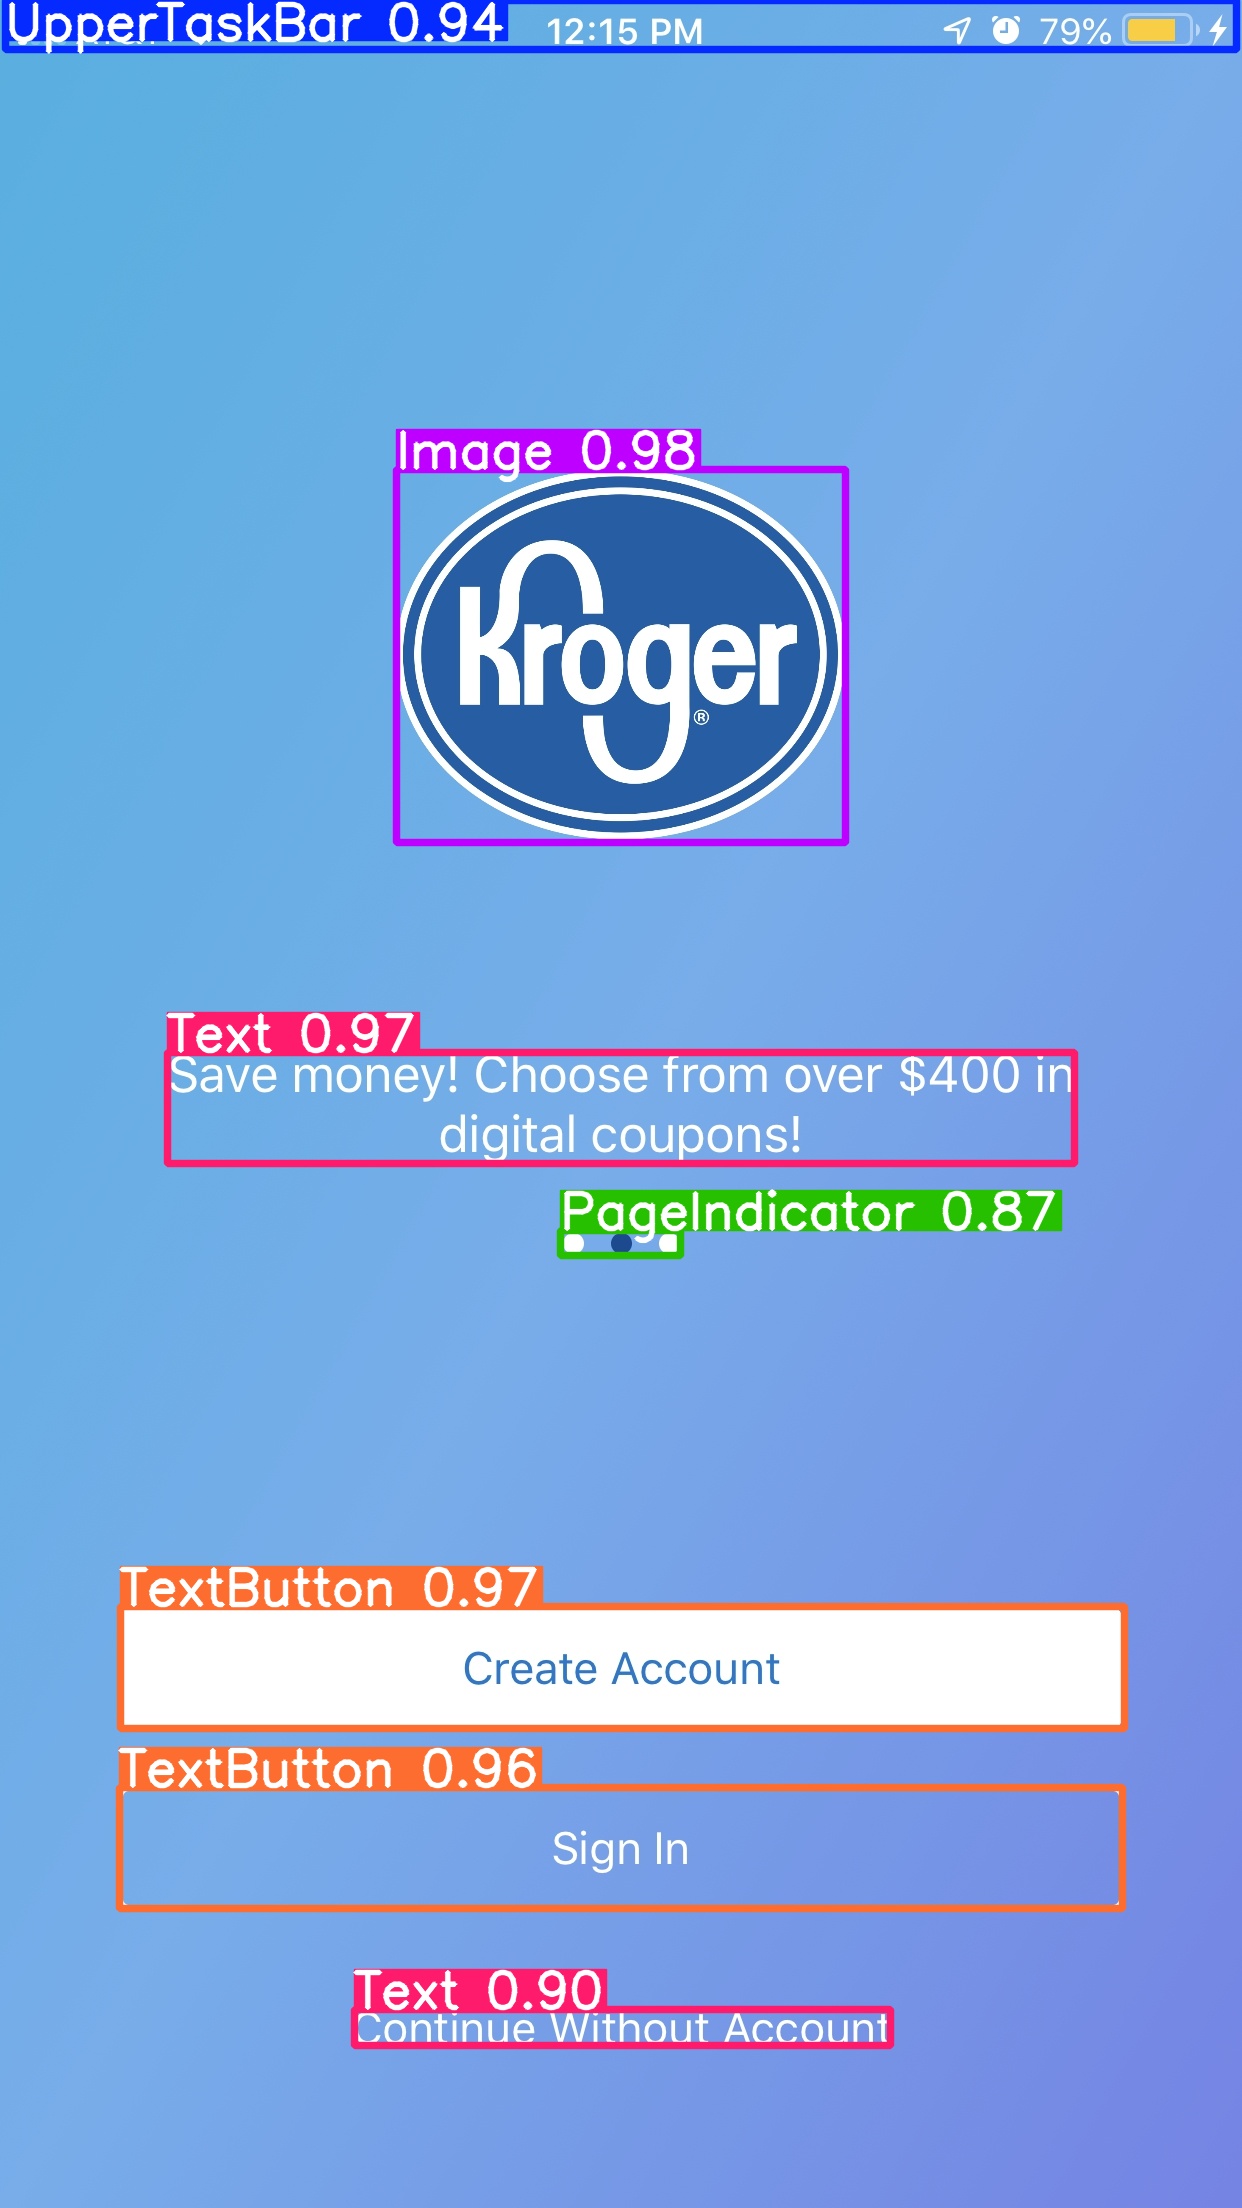 UpperTaskBar 0.94
12:15 PM
79%
Image 0.98
Kroger
®
Text 0.97
Save money! Choose from over $400 in
digital coupons!
PageIndicator 0.87
TextButton 0.97
Create Account
TextButton 0.96
Sign In
Text 0.90
Continue Without Account